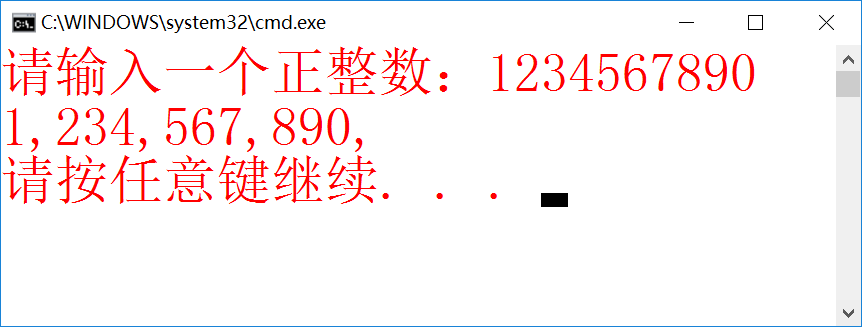 C:\WINDOWS\system32\cmd.exe
请输入一个正整数：1234567890
1,234,567,890,
请按任意键继续. . .